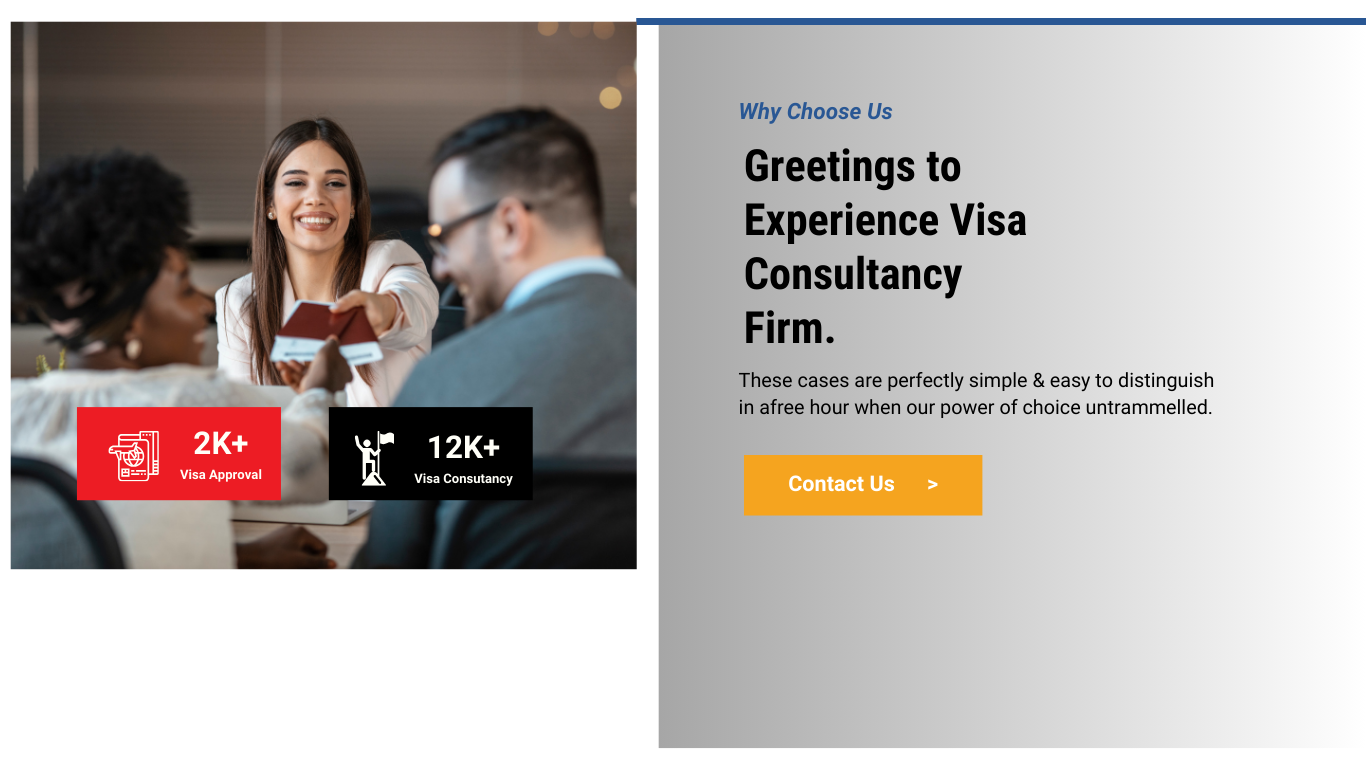 Why Choose Us
Greetings to
Experience Visa
Consultancy
Firm.
These cases are perfectly simple & easy to distinguish
in afree hour when our power of choice untrammelled.
Contact Us >
2K+
Visa Approval
12K+
Visa Consutancy